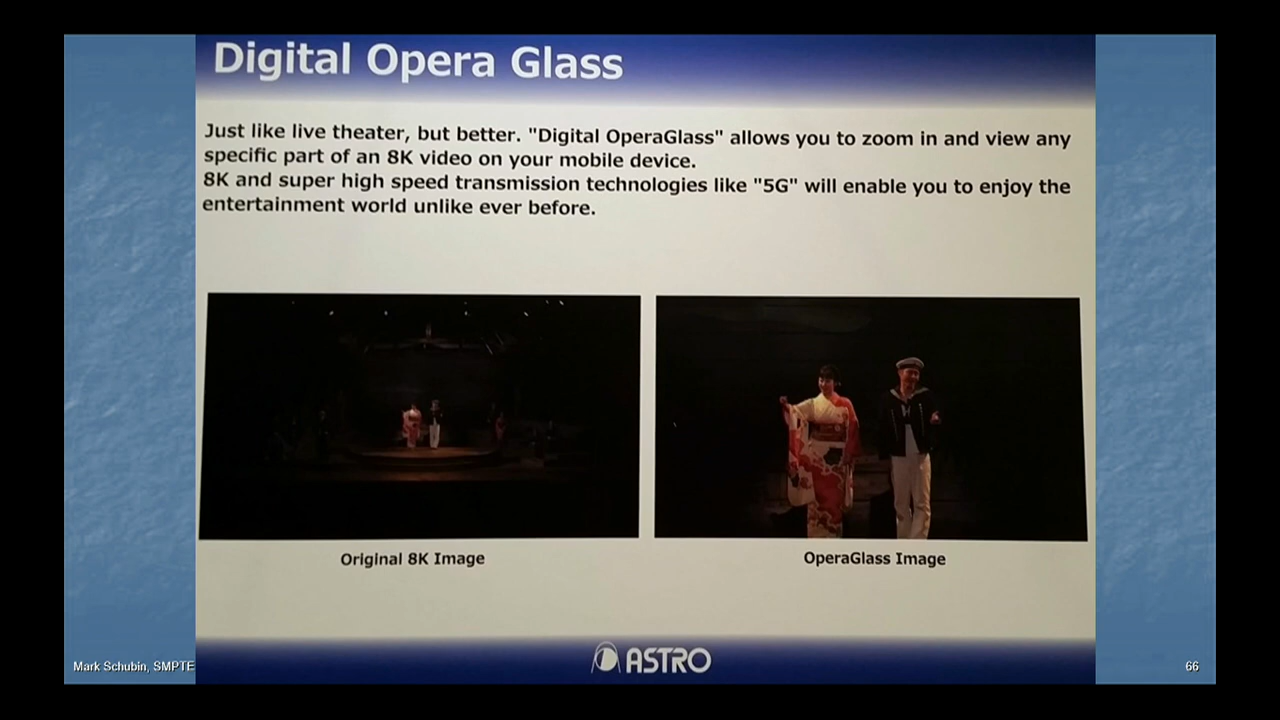 Digital Opera Glass
Just like live theater, but better. "Digital OperaGlass" allows you to zoom in and view any
specific part of an 8K video on your mobile device.
8K and super high speed transmission technologies like "5G" will enable you to enjoy the
entertainment world unlike ever before.
Original 8K Image
OperaGlass Image
ASTRO
Mark Schubin, SMPTE
66